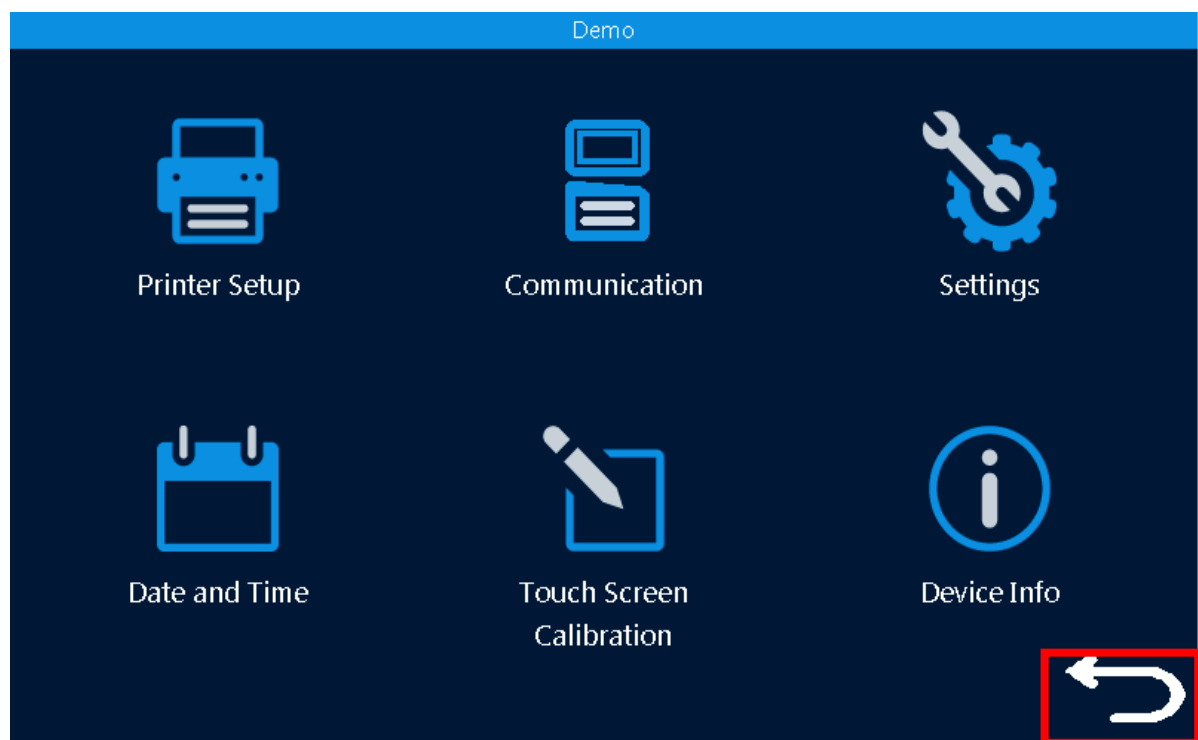 Demo
Printer Setup
Communication
Settings
Date and Time
Touch Screen
Calibration
Device Info